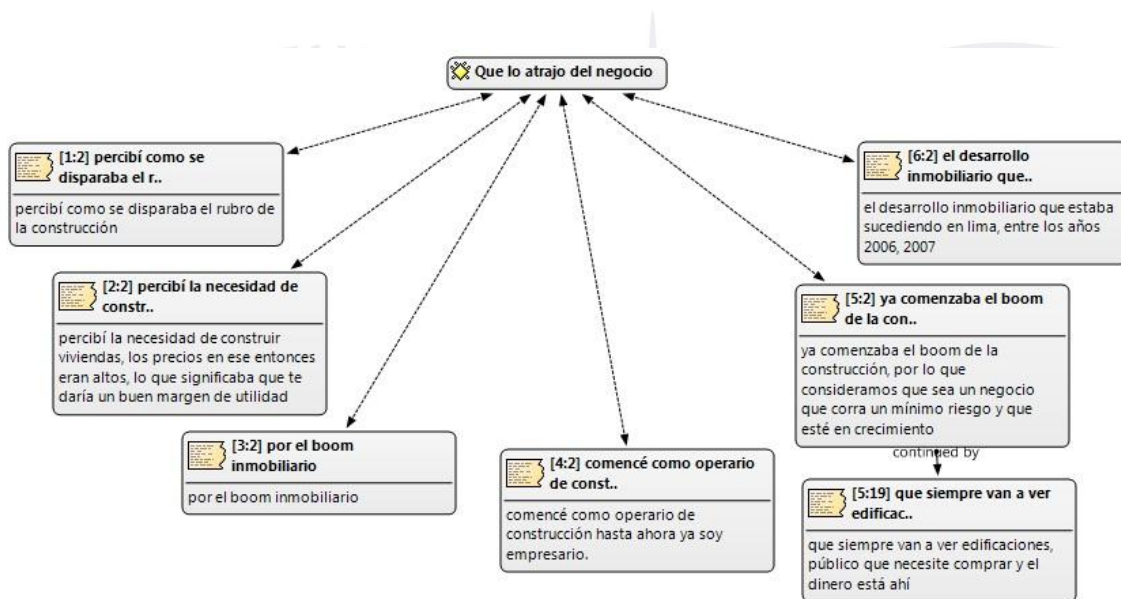 Que lo atrajo del negocio
[1:2] percibí como se
disparaba el r..
percibí como se disparaba el rubro de
la construcción
[6:2] el desarrollo
inmobiliario que..
el desarrollo inmobiliario que estaba
sucediendo en lima, entre los años
2006, 2007
[2:2] percibí la necesidad de
constr..
percibí la necesidad de construir
viviendas, los precios en ese entonces
eran altos, lo que significaba que te
daría un buen margen de utilidad
[5:2] ya comenzaba el boom
de la con..
ya comenzaba el boom de la
construcción, por lo que
consideramos que sea un negocio
que corra un mínimo riesgo y que
esté en crecimiento
continued by
[3:2] por el boom
inmobiliario
por el boom inmobiliario
[4:2] comencé como operario
de const..
comencé como operario de
construcción hasta ahora ya soy
empresario.
[5:19] que siempre van a ver
edificac..
que siempre van a ver edificaciones,
público que necesite comprar y el
dinero está ahí